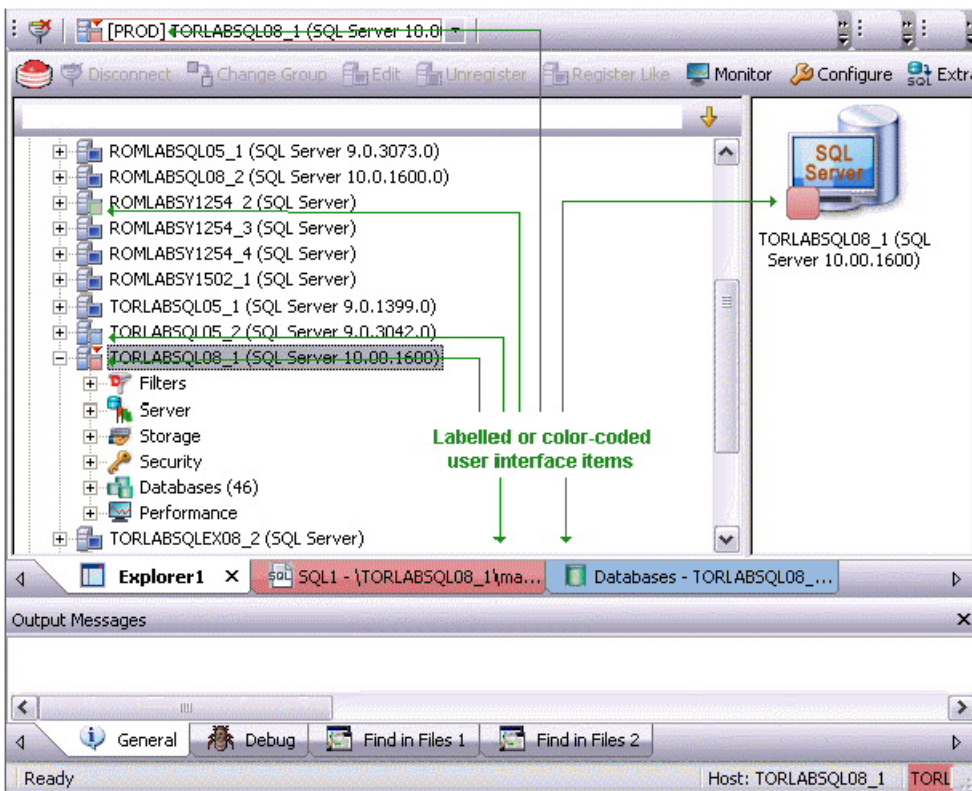 [PROD] TORLABSQL08_1 (SQL Server 10.0
Disconnect Change Group Edit Unregister Register Like Monitor Configure Extra
ROMLABSQL05_1 (SQL Server 9.0.3073.0)
ROMLABSQL08_2 (SQL Server 10.0.1600.0)
ROMLABSY1254_2 (SQL Server)
ROMLABSY1254_3 (SQL Server)
ROMLABSY1254_4 (SQL Server)
ROMLABSY1502_1 (SQL Server)
TORLABSQL05_1 (SQL Server 9.0.1399.0)
TORLABSQL05_2 (SQL Server 9.0.3042.0)
TORLABSQL08_1 (SQL Server 10.00.1600)
Filters
Server
Storage
Security
Databases (46)
Performance
TORLABSQLEX08_2 (SQL Server)
Labelled or color-coded
user interface items
SQL
Server
TORLABSQL08_1 (SQL
Server 10.00.1600)
Explorer1 SQL1 - \TORLABSQL08_1\ma... Databases - TORLABSQL08_...
Output Messages
General Debug Find in Files 1 Find in Files 2
Ready Host: TORLABSQL08_1 TORL